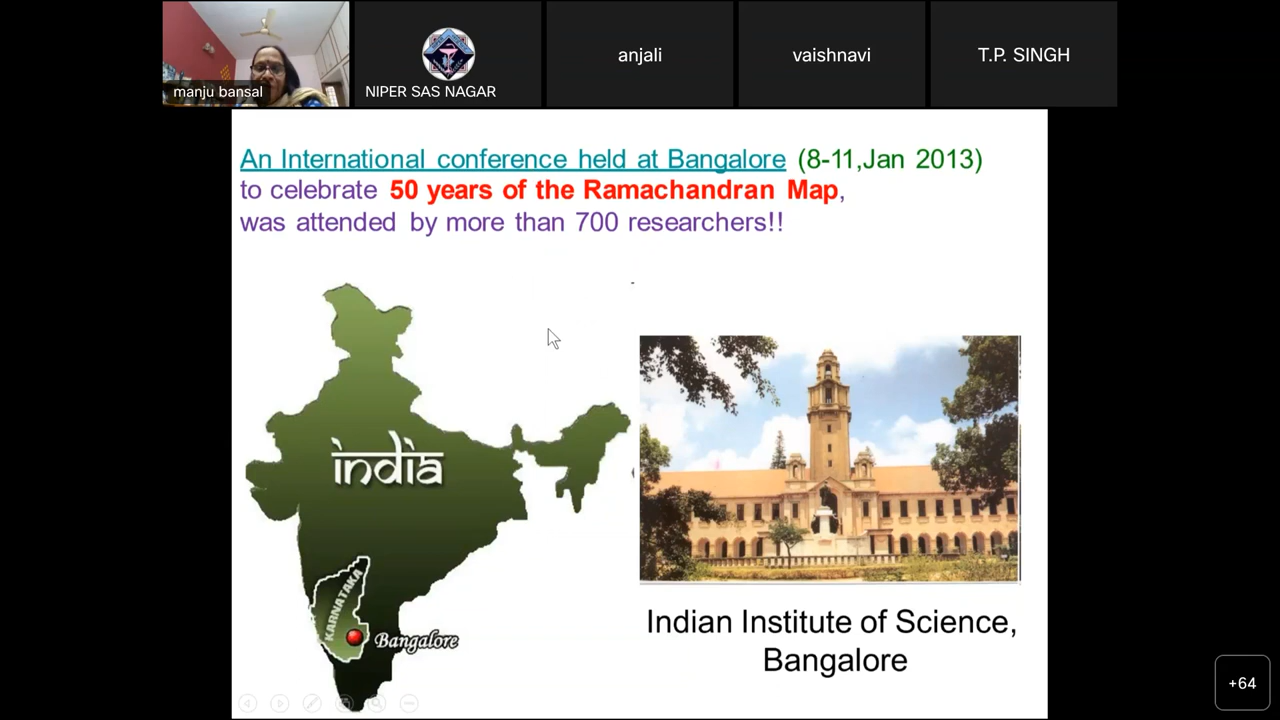 manju bansal
NIPER SAS NAGAR
anjali
vaishnavi
T.P. SINGH
An International conference held at Bangalore (8-11,Jan 2013)
to celebrate 50 years of the Ramachandran Map,
was attended by more than 700 researchers!!
india
KARNATAKA
Bangalore
Indian Institute of Science,
Bangalore
+64